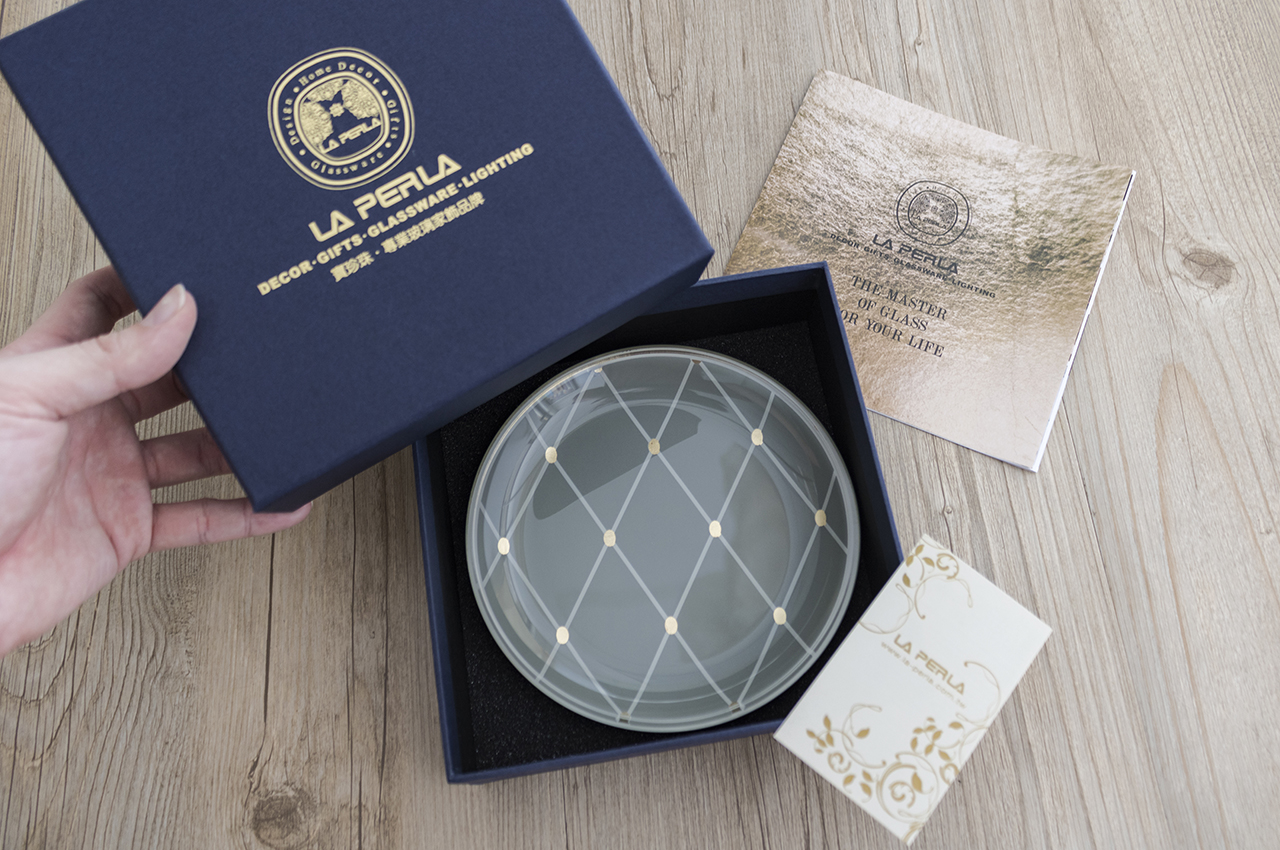 Design • Home Decor • Gifts • Glassware •
LA PERLA
LA PERLA
DECOR·GIFTS·GLASSWARE·LIGHTING
寶珍珠·專業玻璃家飾品牌
LA PERLA
DECOR·GIFTS·GLASSWARE·LIGHTING
THE MASTER
OF GLASS
OR YOUR LIFE
LA PERLA